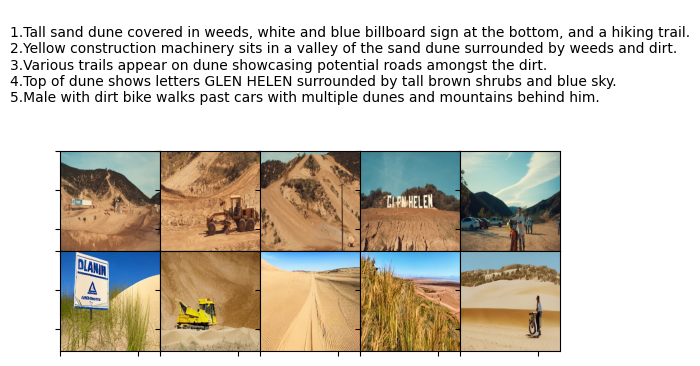 1.Tall sand dune covered in weeds, white and blue billboard sign at the bottom, and a hiking trail.
2.Yellow construction machinery sits in a valley of the sand dune surrounded by weeds and dirt.
3.Various trails appear on dune showcasing potential roads amongst the dirt.
4.Top of dune shows letters GLEN HELEN surrounded by tall brown shrubs and blue sky.
5.Male with dirt bike walks past cars with multiple dunes and mountains behind him.
HELEN
DLANIN